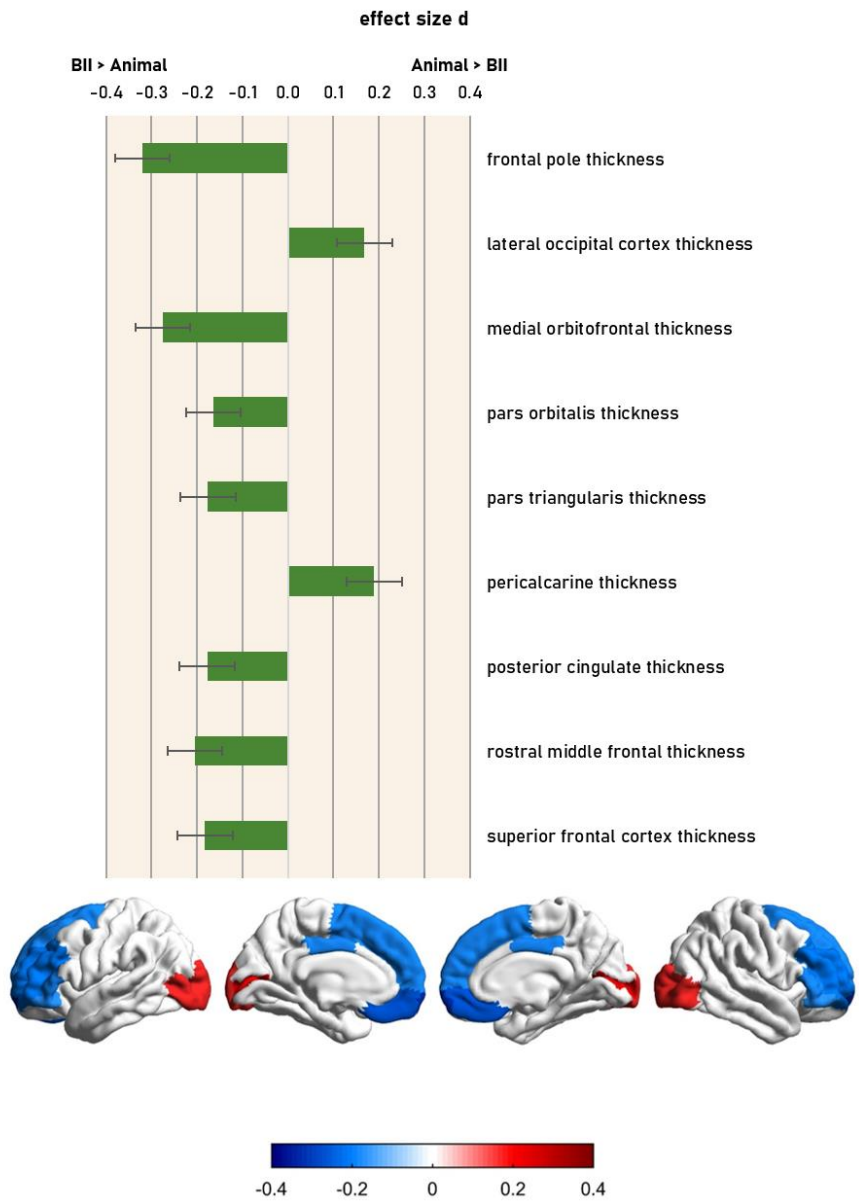 effect size d
BII > Animal Animal > BII
-0.4 -0.3 -0.2 -0.1 0.0 0.1 0.2 0.3 0.4
frontal pole thickness
lateral occipital cortex thickness
medial orbitofrontal thickness
pars orbitalis thickness
pars triangularis thickness
pericalcarine thickness
posterior cingulate thickness
rostral middle frontal thickness
superior frontal cortex thickness
-0.4 -0.2 0 0.2 0.4